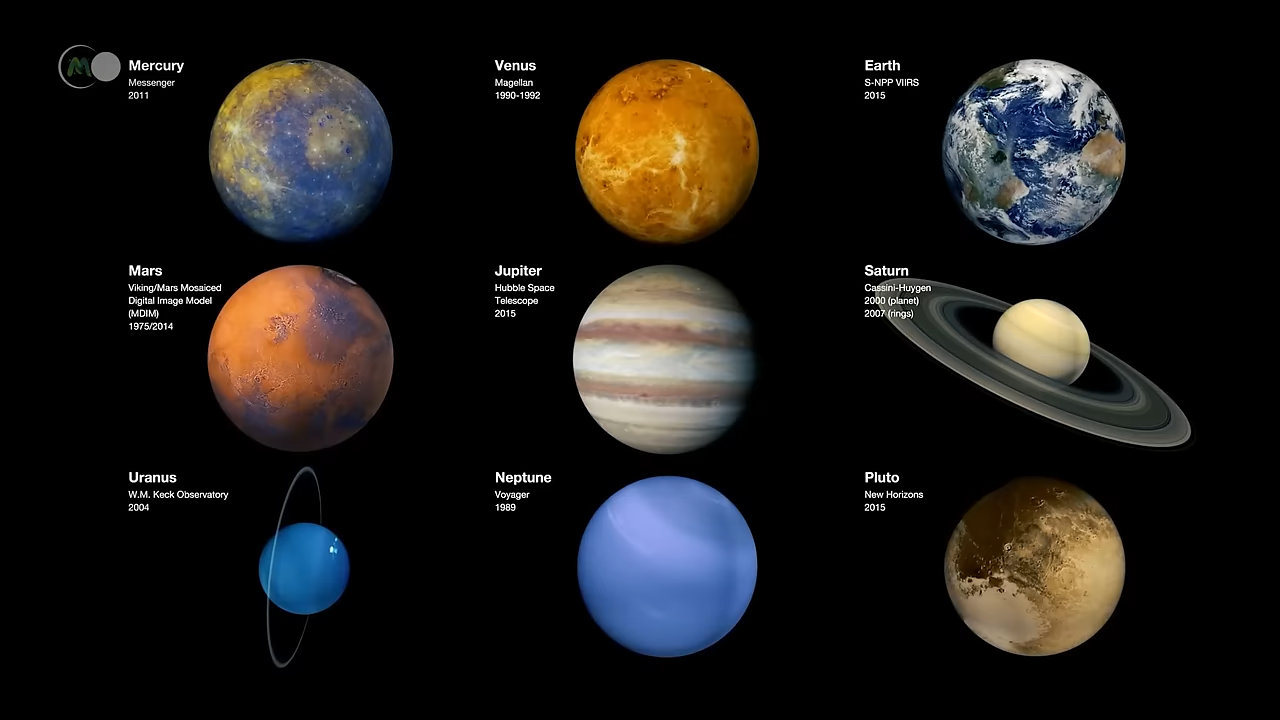 Mercury
Messenger
2011
Venus
Magellan
1990-1992
Earth
S-NPP VIIRS
2015
Mars
Viking/Mars Mosaiced
Digital Image Model
(MDIM)
1975/2014
Jupiter
Hubble Space
Telescope
2015
Saturn
Cassini-Huygen
2000 (planet)
2007 (rings)
Uranus
W.M. Keck Observatory
2004
Neptune
Voyager
1989
Pluto
New Horizons
2015